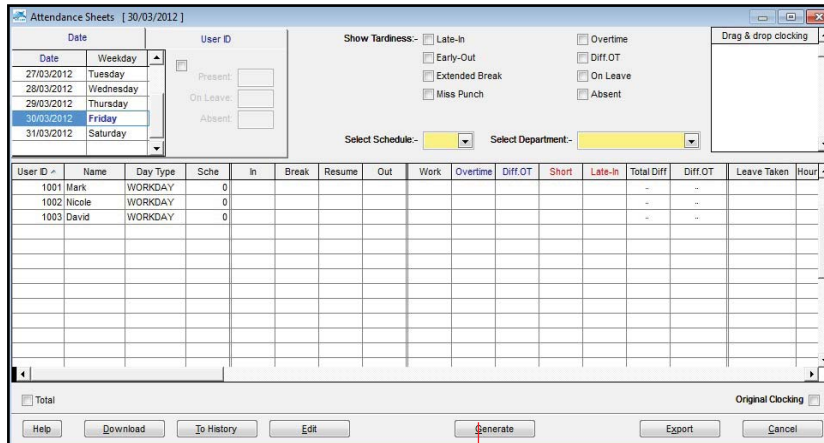 Attendance Sheets [ 30/03/2012 ]
Date User ID
Date Weekday
27/03/2012 Tuesday
28/03/2012 Wednesday
29/03/2012 Thursday
30/03/2012 Friday
31/03/2012 Saturday
Present:
On Leave:
Absent:
Show Tardiness:- Late-In Overtime
Early-Out Diff.OT
Extended Break On Leave
Miss Punch Absent
Select Schedule:- Select Department:-
Drag & drop clocking
User ID Name Day Type Sche In Break Resume Out Work Overtime Diff.OT Short Late-In Total Diff Diff.OT Leave Taken Hour
1001 Mark WORKDAY 0 - ..
1002 Nicole WORKDAY 0 - ..
1003 David WORKDAY 0 - ..
Total Original Clocking
Help Download To History Edit Generate Export Cancel